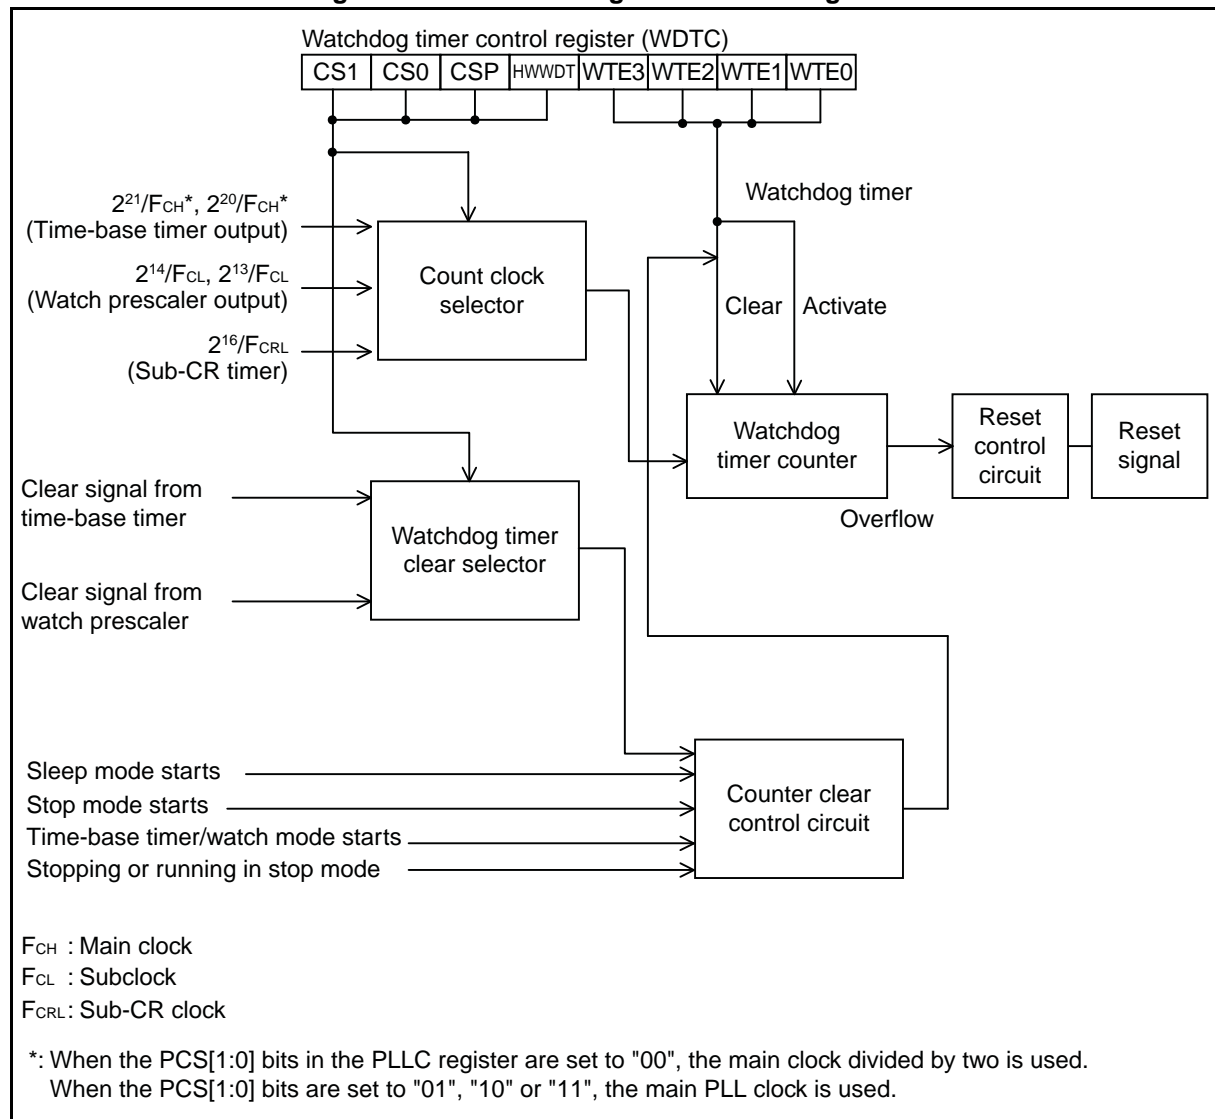 Watchdog timer control register (WDTC)
CS1 CS0 CSP HWWDT WTE3 WTE2 WTE1 WTE0
2²¹/FCH*, 2²⁰/FCH*
(Time-base timer output)
2¹⁴/FCL, 2¹³/FCL
(Watch prescaler output)
2¹⁶/FCRL
(Sub-CR timer)
Count clock
selector
Watchdog timer
Clear Activate
Watchdog
timer counter
Reset
control
circuit
Reset
signal
Overflow
Clear signal from
time-base timer
Clear signal from
watch prescaler
Watchdog timer
clear selector
Sleep mode starts
Stop mode starts
Time-base timer/watch mode starts
Stopping or running in stop mode
Counter clear
control circuit
FCH : Main clock
FCL : Subclock
FCRL: Sub-CR clock
*: When the PCS[1:0] bits in the PLLC register are set to "00", the main clock divided by two is used.
When the PCS[1:0] bits are set to "01", "10" or "11", the main PLL clock is used.